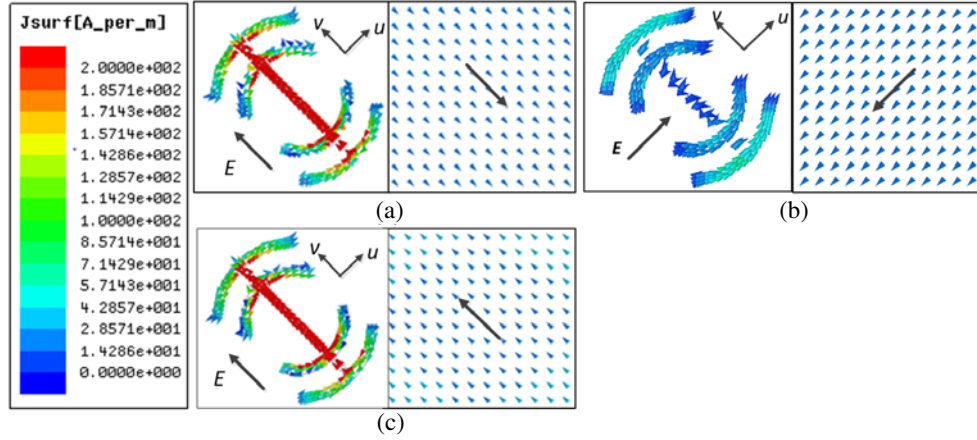 Jsurf[A_per_m]
2.0000e+002
1.8571e+002
1.7143e+002
1.5714e+002
1.4286e+002
1.2857e+002
1.1429e+002
1.0000e+002
8.5714e+001
7.1429e+001
5.7143e+001
4.2857e+001
2.8571e+001
1.4286e+001
0.0000e+000
v
u
E
(a)
v
u
E
(b)
v
u
E
(c)